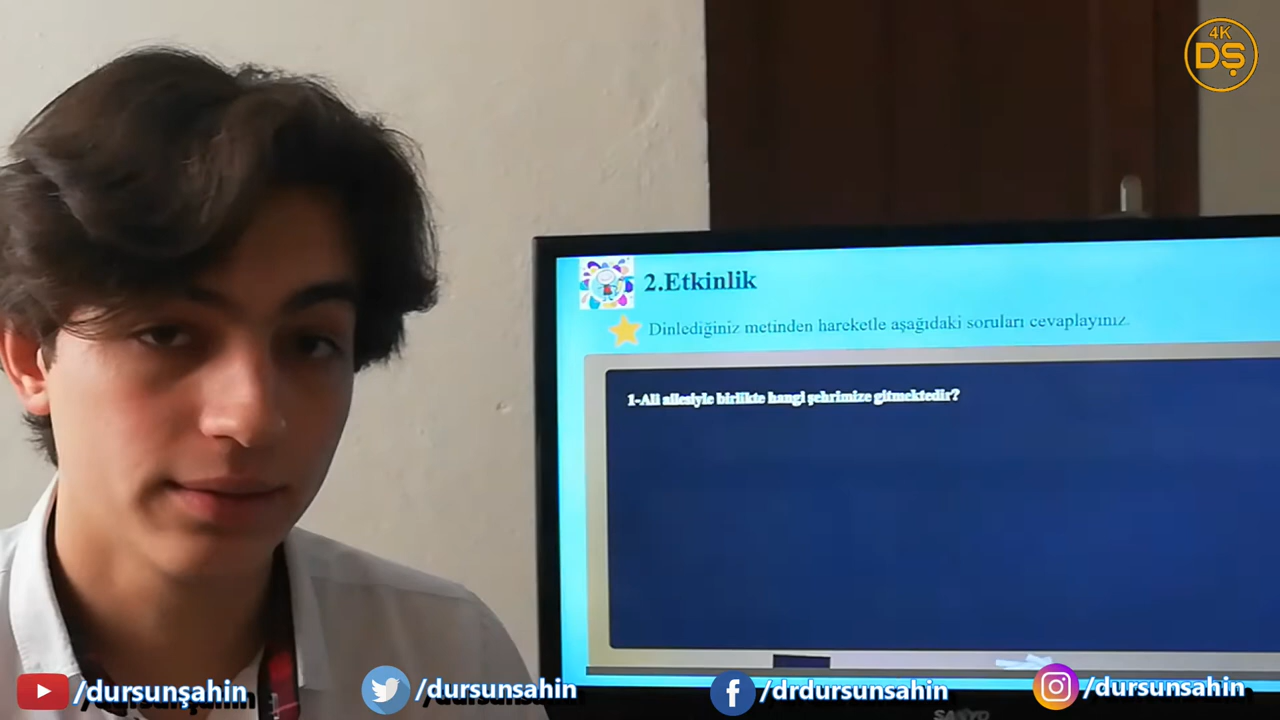 4K
DŞ
2.Etkinlik
Dinlediğiniz metinden hareketle aşağıdaki soruları cevaplayınız.
1-Ali ailesiyle birlikte hangi şehrimize gitmektedir?
/dursunşahin
/dursunsahin
/drdursunsahin
/dursunsahin